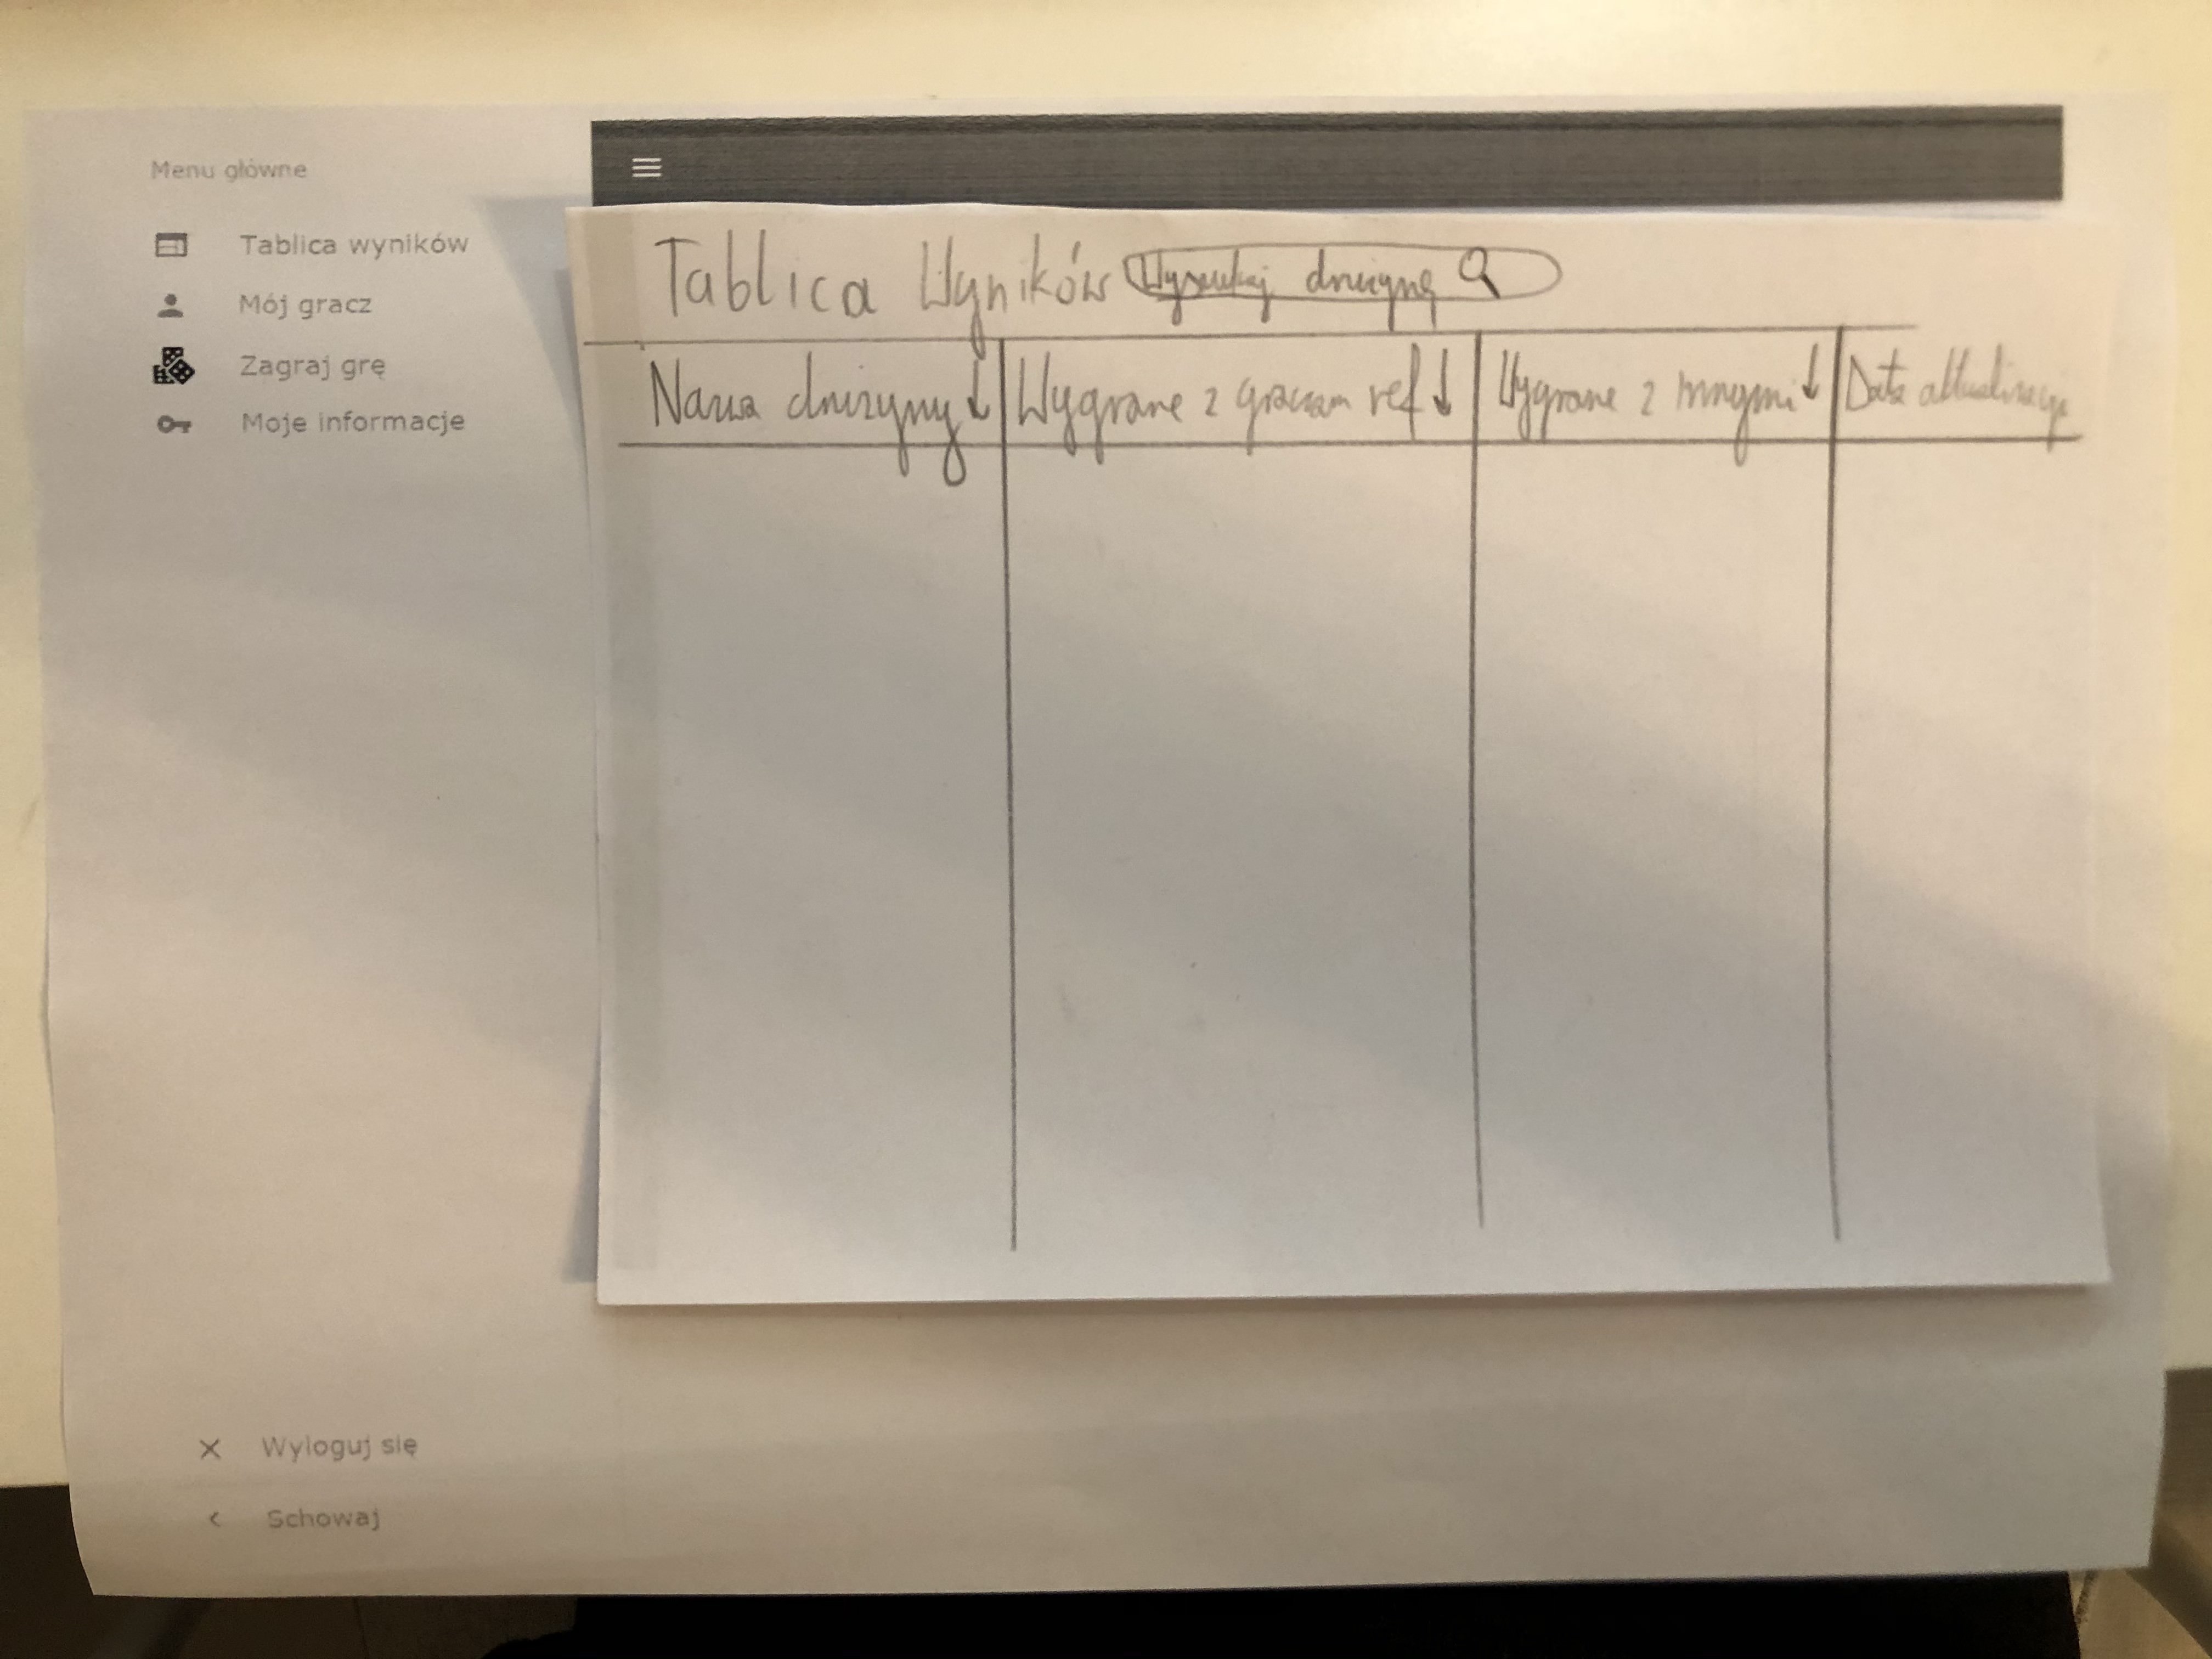 Menu główne
Tablica wyników
Mój gracz
Zagraj grę
Moje informacje
Wyloguj się
Schowaj
Tablica Wyników Wyszukaj drużynę
Nazwa drużyny ↓ Wygrane z graczem ref ↓ Wygrane z innymi ↓ Data aktualizacji